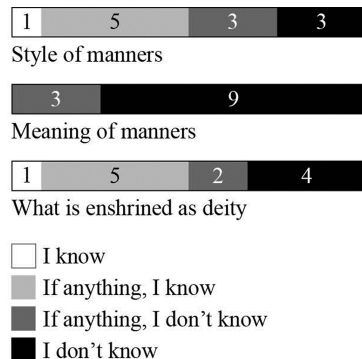 1 5 3 3
Style of manners
3 9
Meaning of manners
1 5 2 4
What is enshrined as deity
I know
If anything, I know
If anything, I don't know
I don't know